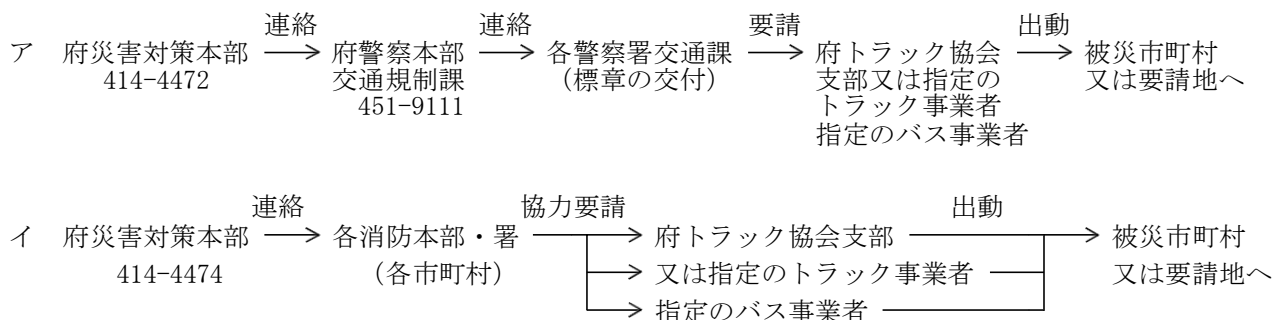 連絡 連絡 要請 出動
ア 府災害対策本部 → 府警察本部 → 各警察署交通課 → 府トラック協会 → 被災市町村
414-4472 交通規制課 (標章の交付) 支部又は指定の 又は要請地へ
451-9111 トラック事業者
指定のバス事業者
連絡 協力要請 出動
イ 府災害対策本部 → 各消防本部・署 → 府トラック協会支部 → 被災市町村
414-4474 (各市町村) → 又は指定のトラック事業者 又は要請地へ
→ 指定のバス事業者